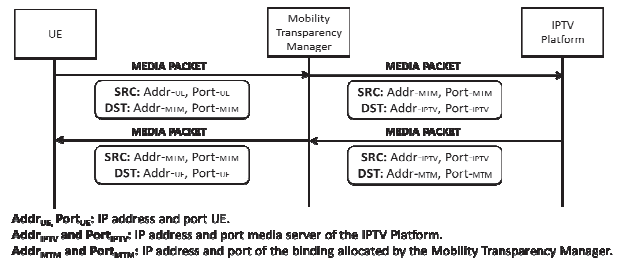 UE
Mobility
Transparency
Manager
IPTV
Platform
MEDIA PACKET
MEDIA PACKET
SRC: Addr-UE, Port-UE
DST: Addr-MTM, Port-MTM
SRC: Addr-MTM, Port-MTM
DST: Addr-IPTV, Port-IPTV
MEDIA PACKET
MEDIA PACKET
SRC: Addr-MTM, Port-MTM
DST: Addr-UE, Port-UE
SRC: Addr-IPTV, Port-IPTV
DST: Addr-MTM, Port-MTM
AddrUE, PortUE: IP address and port UE.
AddrIPTV and PortIPTV: IP address and port media server of the IPTV Platform.
AddrMTM and PortMTM: IP address and port of the binding allocated by the Mobility Transparency Manager.